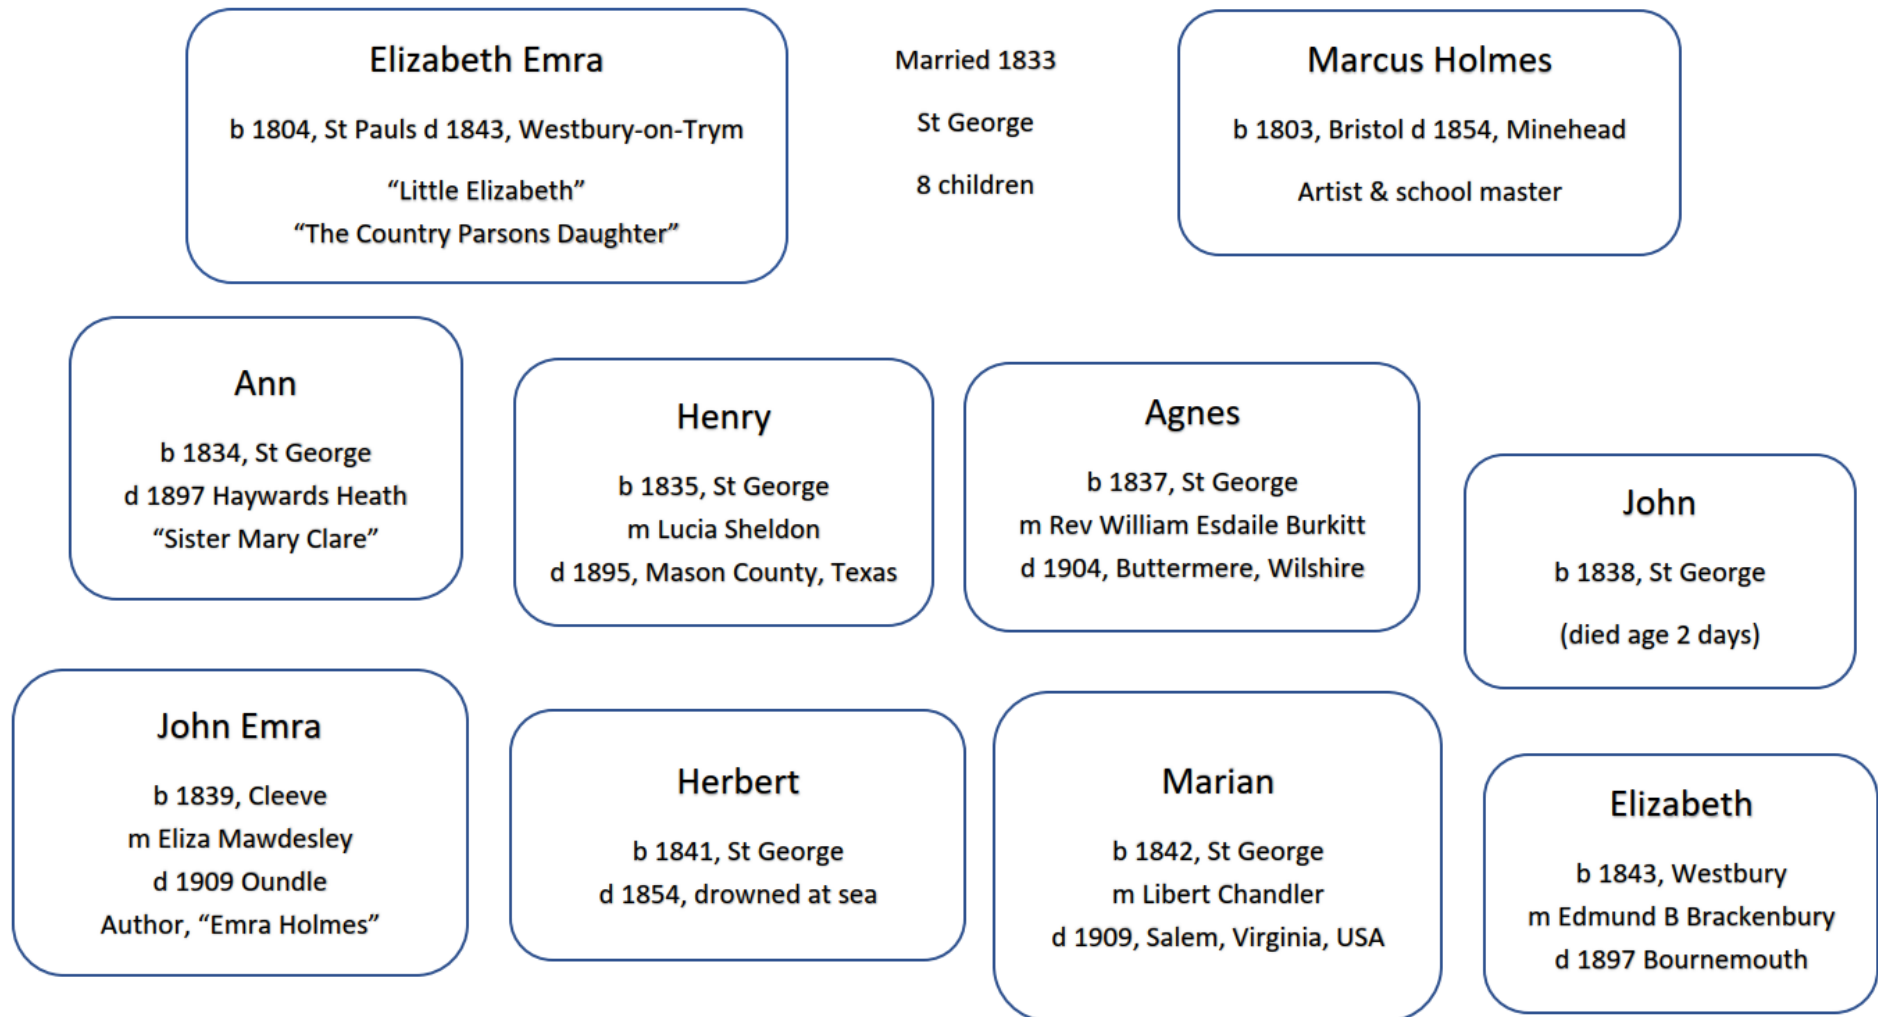 Elizabeth Emra
b 1804, St Pauls d 1843, Westbury-on-Trym
“Little Elizabeth”
“The Country Parsons Daughter”
Married 1833
St George
8 children
Marcus Holmes
b 1803, Bristol d 1854, Minehead
Artist & school master
Ann
b 1834, St George
d 1897 Haywards Heath
“Sister Mary Clare”
Henry
b 1835, St George
m Lucia Sheldon
d 1895, Mason County, Texas
Agnes
b 1837, St George
m Rev William Esdaile Burkitt
d 1904, Buttermere, Wilshire
John
b 1838, St George
(died age 2 days)
John Emra
b 1839, Cleeve
m Eliza Mawdesley
d 1909 Oundle
Author, “Emra Holmes”
Herbert
b 1841, St George
d 1854, drowned at sea
Marian
b 1842, St George
m Libert Chandler
d 1909, Salem, Virginia, USA
Elizabeth
b 1843, Westbury
m Edmund B Brackenbury
d 1897 Bournemouth